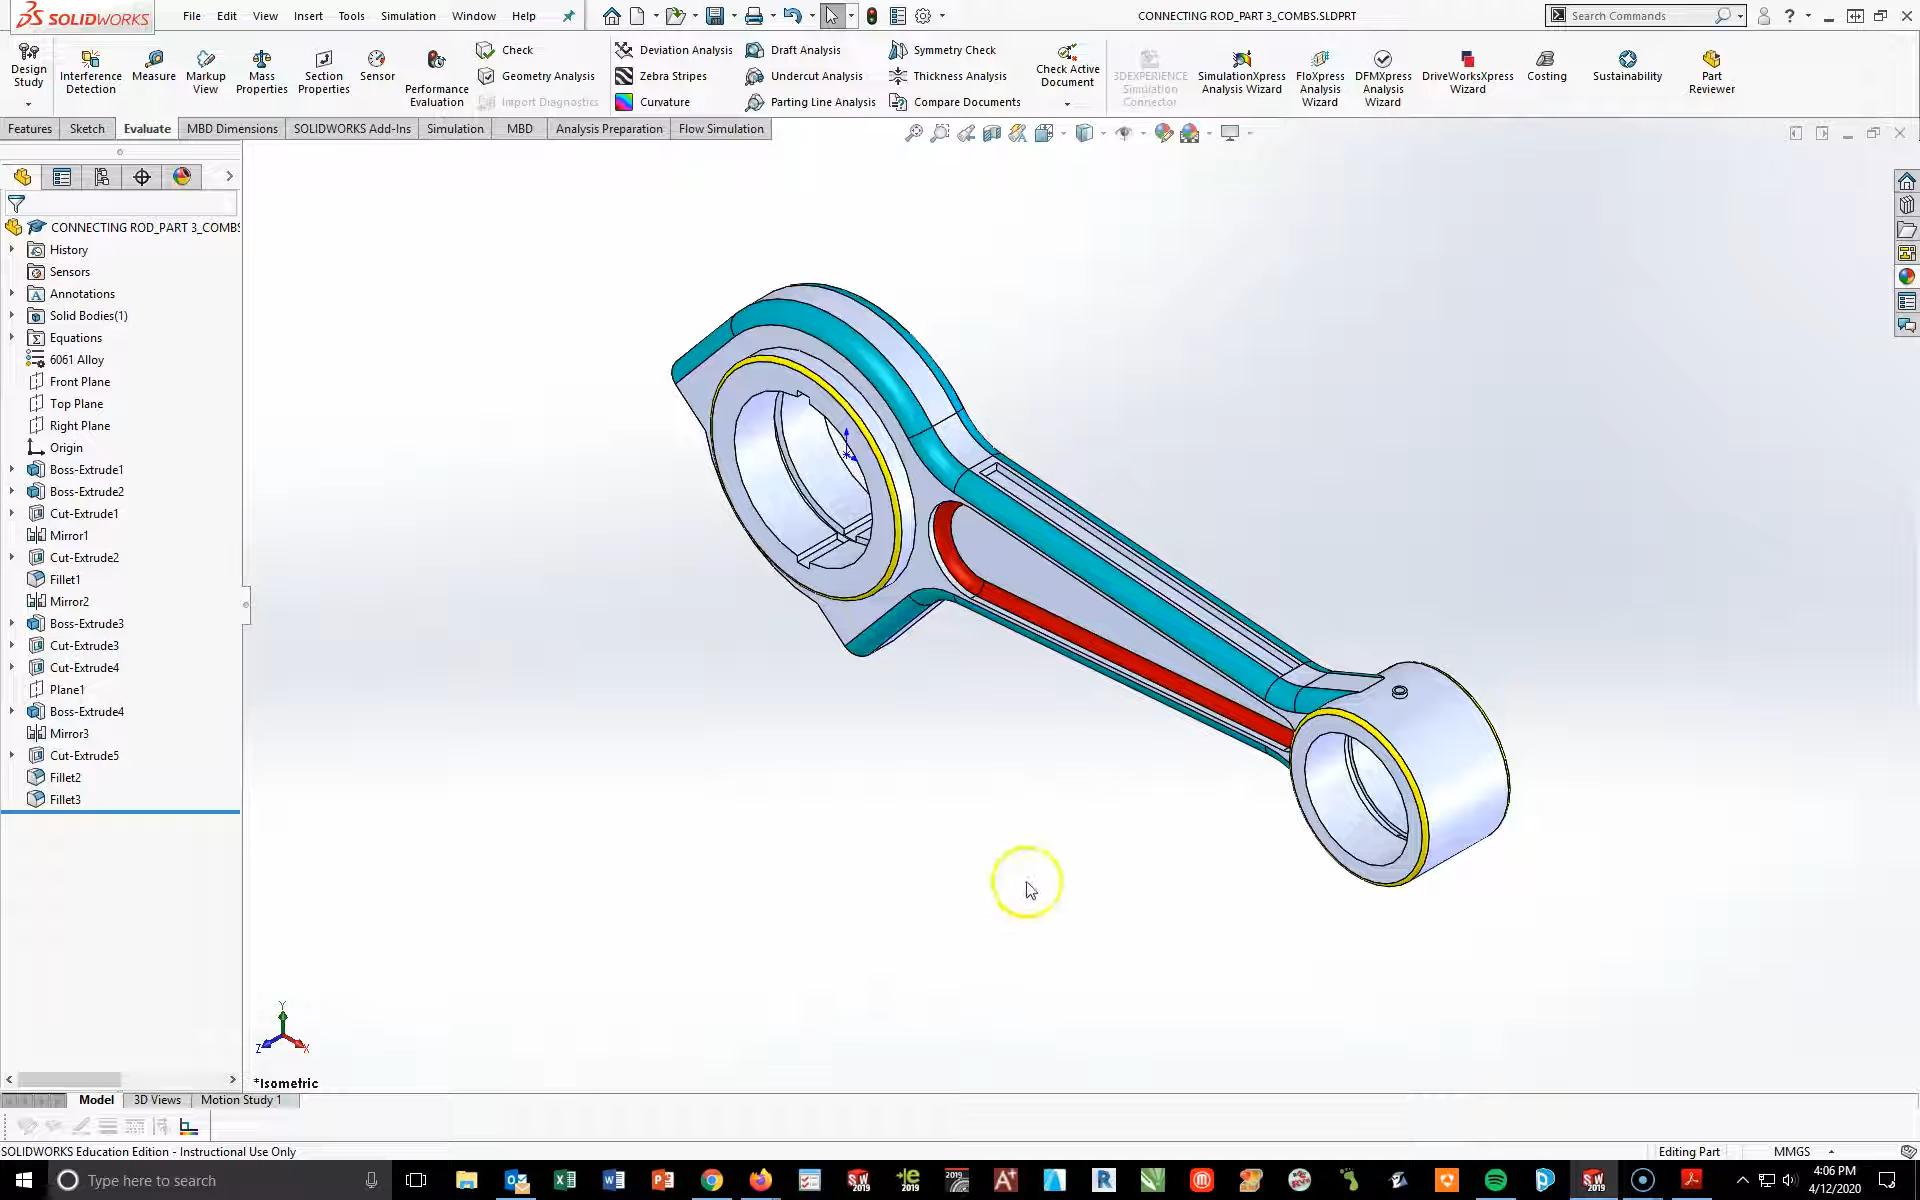 SOLIDWORKS File Edit View Insert Tools Simulation Window Help CONNECTING ROD_PART 3_COMBS.SLDPRT Search Commands ?
Design Study
Interference Detection
Measure
Markup View
Mass Properties
Section Properties
Sensor
Performance Evaluation
Check
Geometry Analysis
Import Diagnostics
Deviation Analysis
Zebra Stripes
Curvature
Draft Analysis
Undercut Analysis
Parting Line Analysis
Symmetry Check
Thickness Analysis
Compare Documents
Check Active Document
3DEXPERIENCE Simulation Connector
SimulationXpress Analysis Wizard
FloXpress Analysis Wizard
DFMXpress Analysis Wizard
DriveWorksXpress Wizard
Costing
Sustainability
Part Reviewer
Features Sketch Evaluate MBD Dimensions SOLIDWORKS Add-Ins Simulation MBD Analysis Preparation Flow Simulation
CONNECTING ROD_PART 3_COMBS
History
Sensors
Annotations
Solid Bodies(1)
Equations
6061 Alloy
Front Plane
Top Plane
Right Plane
Origin
Boss-Extrude1
Boss-Extrude2
Cut-Extrude1
Mirror1
Cut-Extrude2
Fillet1
Mirror2
Boss-Extrude3
Cut-Extrude3
Cut-Extrude4
Plane1
Boss-Extrude4
Mirror3
Cut-Extrude5
Fillet2
Fillet3
Y
Z X
*Isometric
Model 3D Views Motion Study 1
SOLIDWORKS Education Edition - Instructional Use Only Editing Part MMGS
Type here to search
4:06 PM
4/12/2020